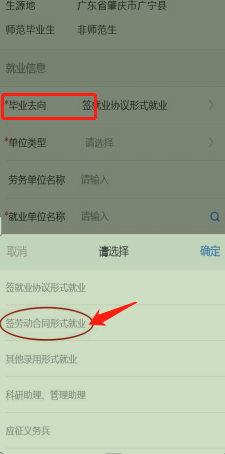 生源地 广东省肇庆市广宁县
师范毕业生 非师范生
就业信息
*毕业去向 签就业协议形式就业
*单位类型 请选择
劳务单位名称 请输入
*就业单位名称 请输入
取消 请选择 确定
签就业协议形式就业
签劳动合同形式就业
其他录用形式就业
科研助理、管理助理
应征义务兵